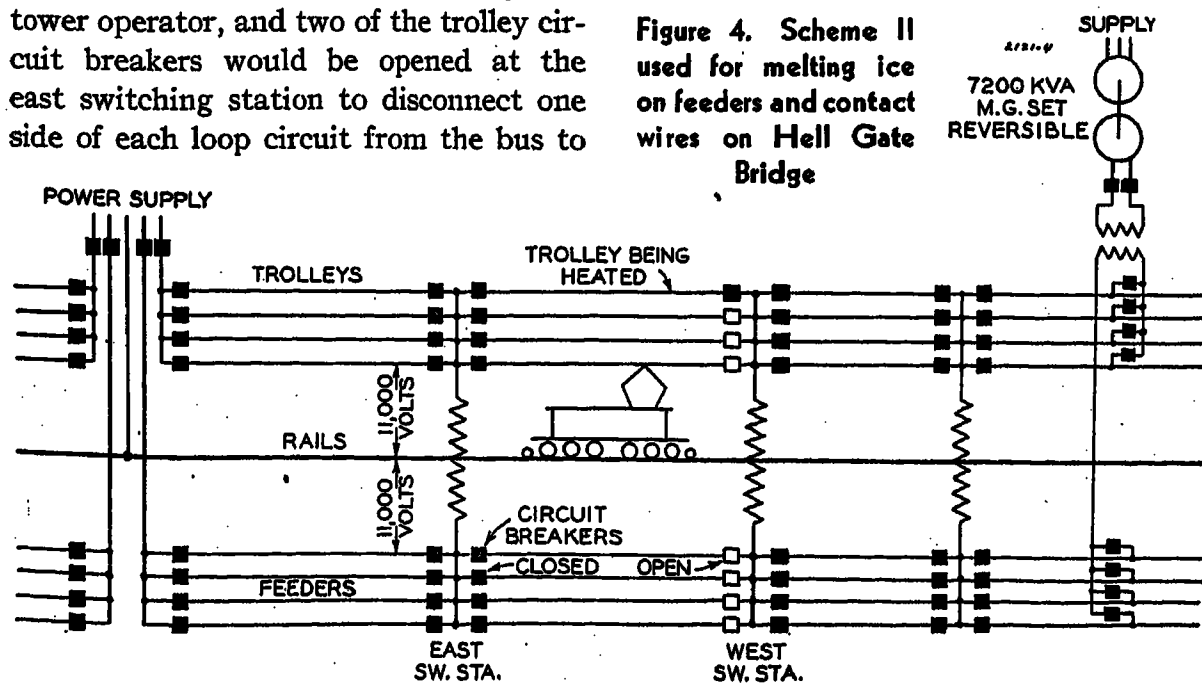 tower operator, and two of the trolley cir-
cuit breakers would be opened at the
east switching station to disconnect one
side of each loop circuit from the bus to
Figure 4. Scheme II
used for melting ice
on feeders and contact
wires on Hell Gate
Bridge
SUPPLY
2121-4
7200 KVA
M.G. SET
REVERSIBLE
POWER SUPPLY
TROLLEYS
TROLLEY BEING
HEATED
11,000
VOLTS
RAILS
11,000
VOLTS
CIRCUIT
BREAKERS
CLOSED
OPEN
FEEDERS
EAST
SW. STA.
WEST
SW. STA.